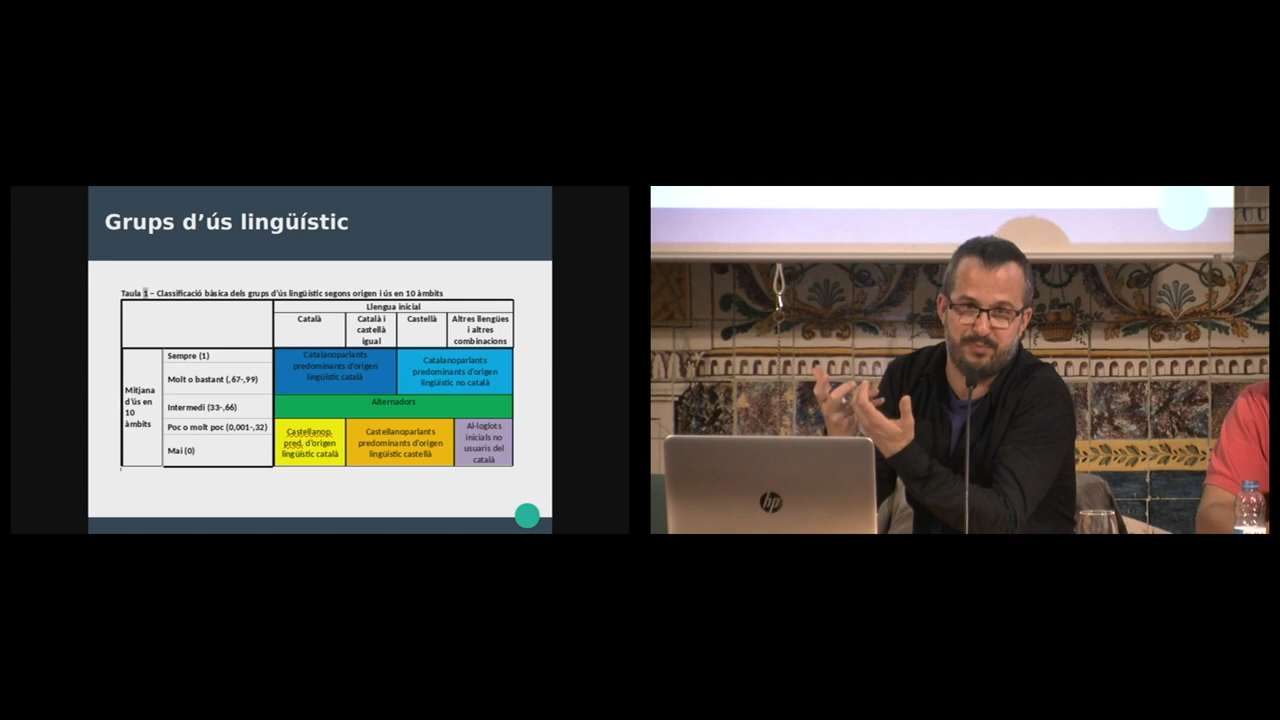 Grups d'ús lingüístic
Taula 1 – Classificació bàsica dels grups d'ús lingüístic segons origen i ús en 10 àmbits
Llengua inicial
Català
Català i
castellà
igual
Castellà
Altres llengües
i altres
combinacions
Mitjana
d'ús en
10
àmbits
Sempre (1)
Molt o bastant (,67-,99)
Intermedi (33-,66)
Poc o molt poc (0,001-,32)
Mai (0)
Catalanoparlants
predominants d'origen
lingüístic català
Catalanoparlants
predominants d'origen
lingüístic no català
Alternadors
Castellanop.
pred. d'origen
lingüístic català
Castellanoparlants
predominants d'origen
lingüístic castellà
Al·loglots
inicials no
usuaris del
català
hp